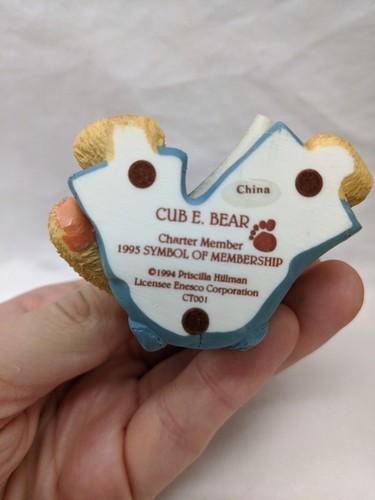 China
CUB E. BEAR
Charter Member
1995 SYMBOL OF MEMBERSHIP
©1994 Priscilla Hillman
Licensee Enesco Corporation
CT001